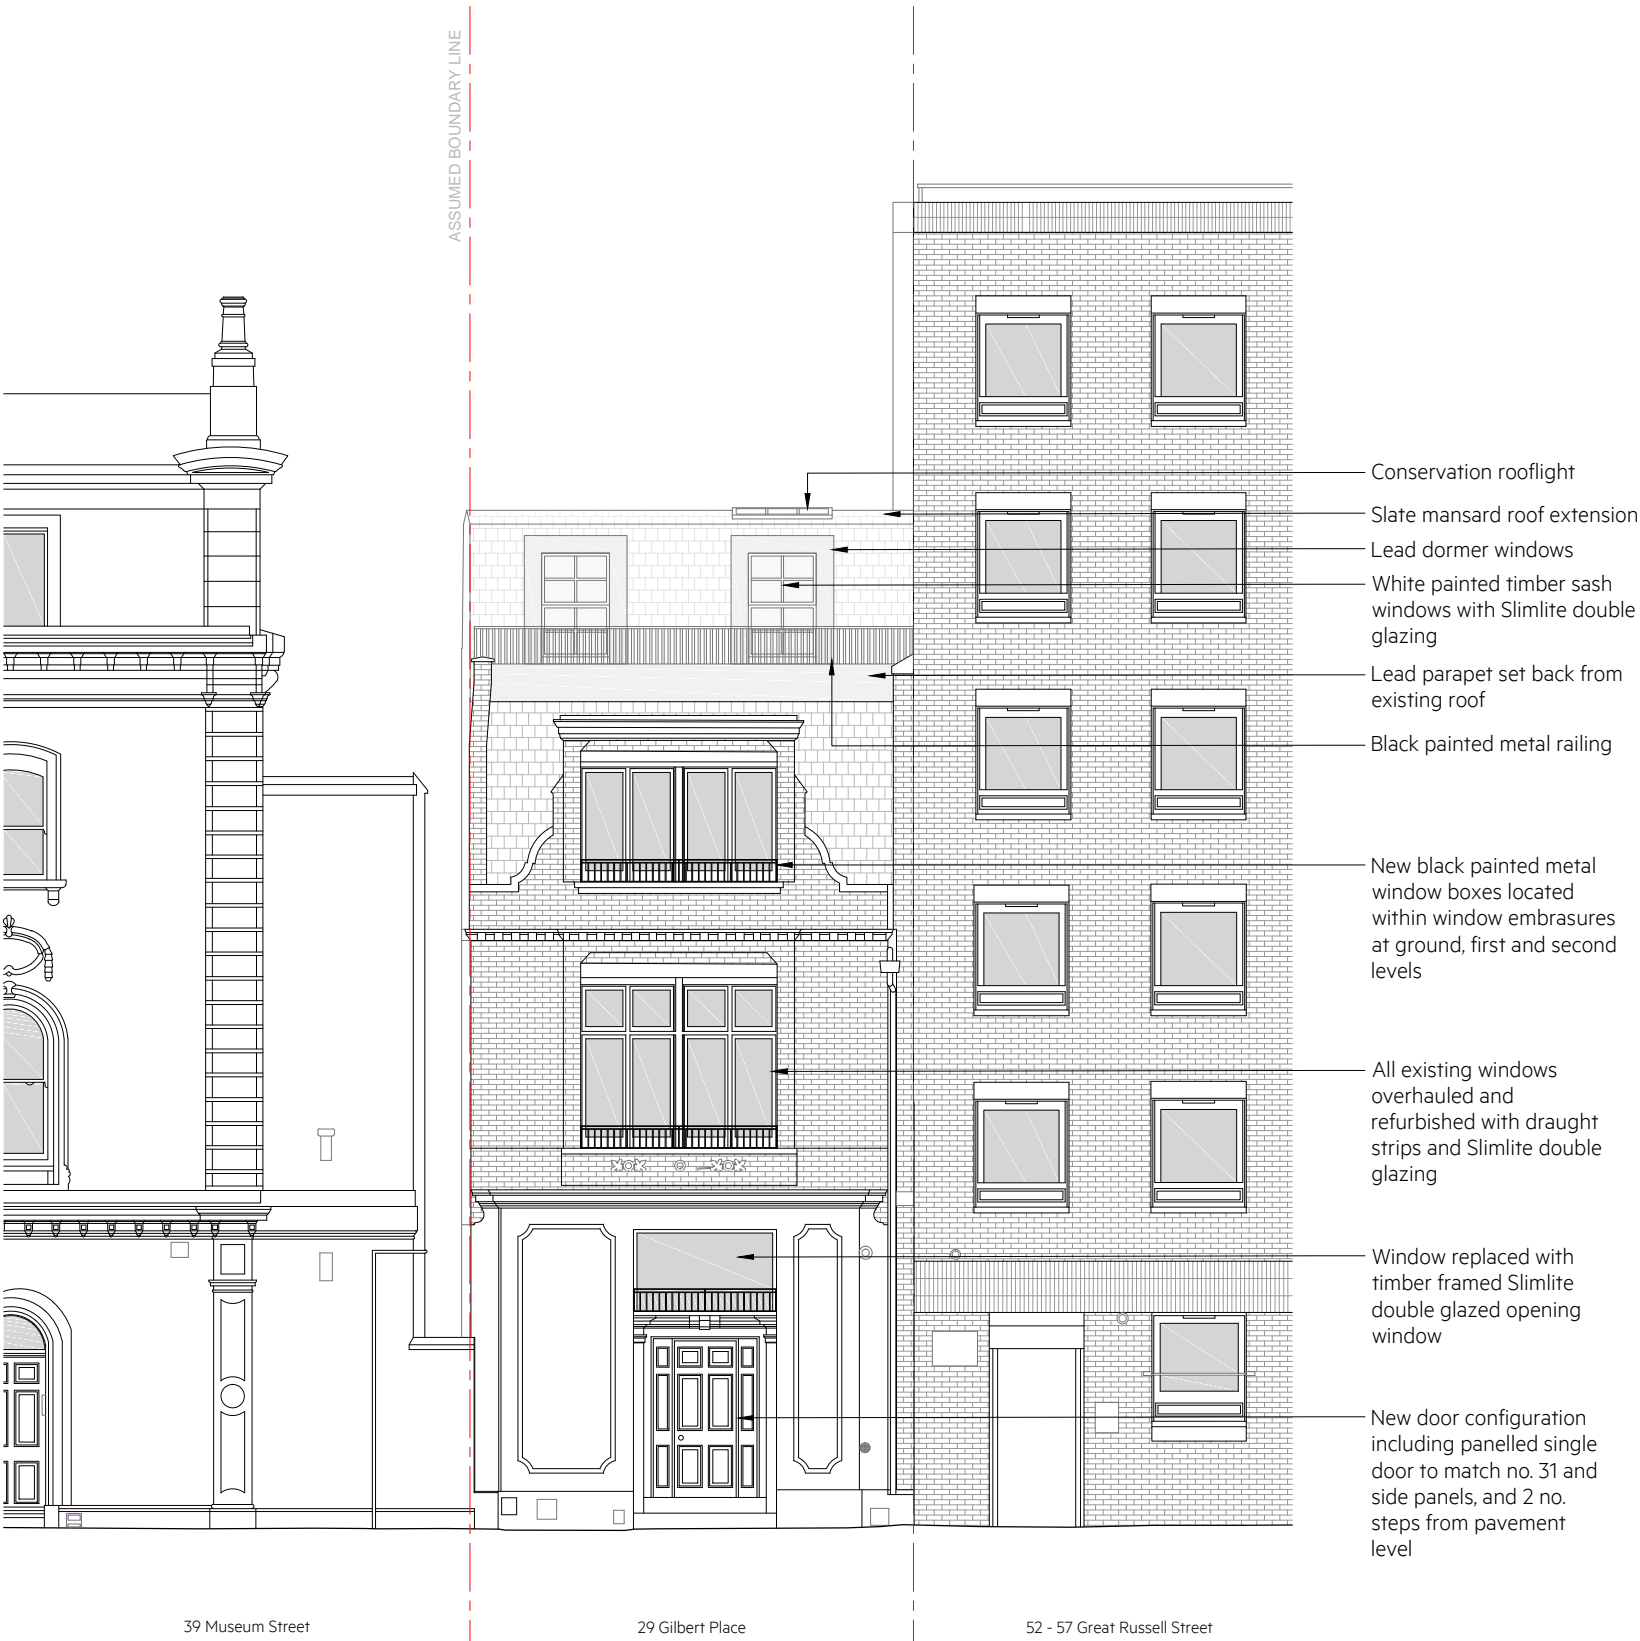 ASSUMED BOUNDARY LINE
Conservation rooflight
Slate mansard roof extension
Lead dormer windows
White painted timber sash
windows with Slimlite double
glazing
Lead parapet set back from
existing roof
Black painted metal railing
New black painted metal
window boxes located
within window embrasures
at ground, first and second
levels
All existing windows
overhauled and
refurbished with draught
strips and Slimlite double
glazing
Window replaced with
timber framed Slimlite
double glazed opening
window
New door configuration
including panelled single
door to match no. 31 and
side panels, and 2 no.
steps from pavement
level
39 Museum Street
29 Gilbert Place
52 - 57 Great Russell Street